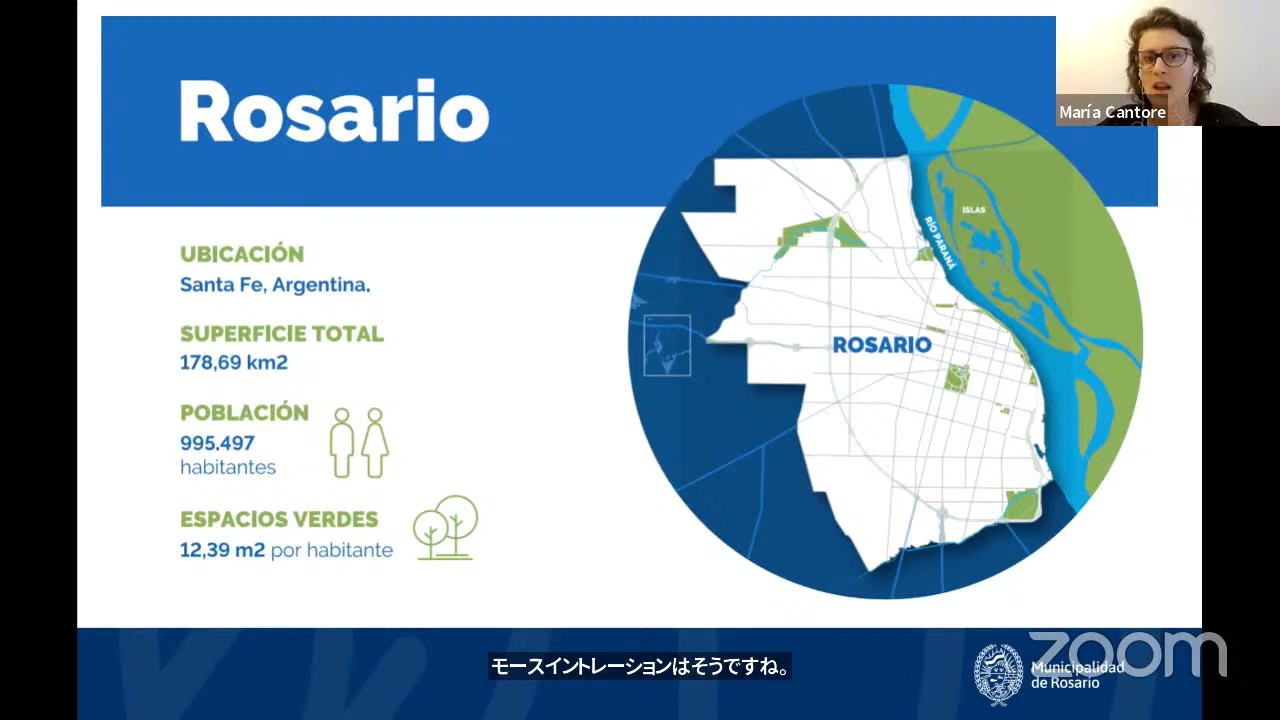 Rosario
María Cantore
UBICACIÓN
Santa Fe, Argentina.
SUPERFICIE TOTAL
178,69 km2
POBLACIÓN
995.497
habitantes
ESPACIOS VERDES
12,39 m2 por habitante
ISLAS
RÍO PARANÁ
ROSARIO
モースイントレーションはそうですね。
zoom
Municipalidad
de Rosario